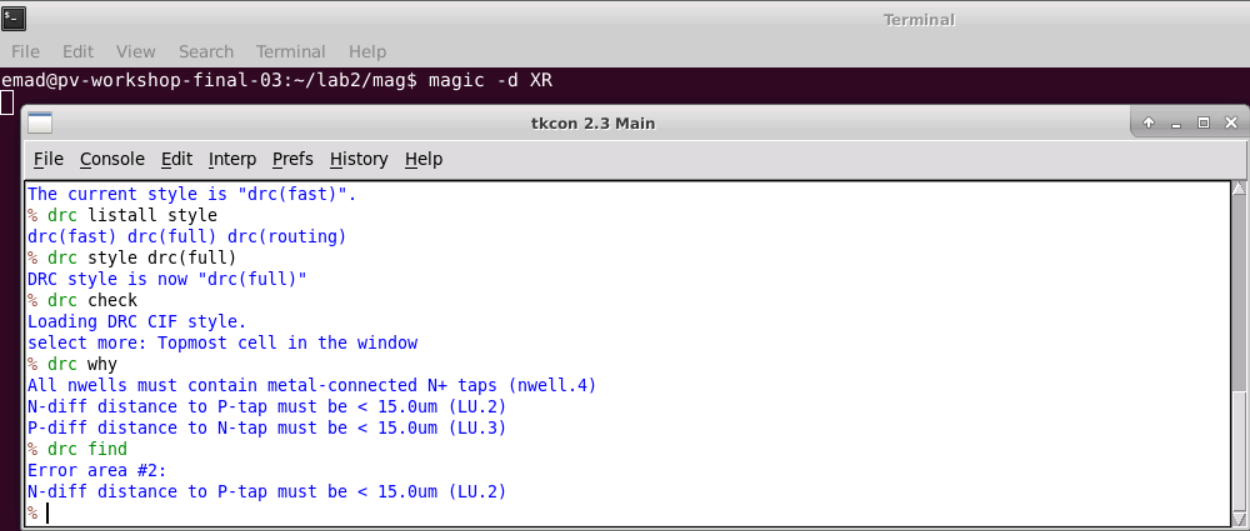 Terminal
File Edit View Search Terminal Help
emad@pv-workshop-final-03:~/lab2/mag$ magic -d XR
tkcon 2.3 Main
File Console Edit Interp Prefs History Help
The current style is "drc(fast)".
% drc listall style
drc(fast) drc(full) drc(routing)
% drc style drc(full)
DRC style is now "drc(full)"
% drc check
Loading DRC CIF style.
select more: Topmost cell in the window
% drc why
All nwells must contain metal-connected N+ taps (nwell.4)
N-diff distance to P-tap must be < 15.0um (LU.2)
P-diff distance to N-tap must be < 15.0um (LU.3)
% drc find
Error area #2:
N-diff distance to P-tap must be < 15.0um (LU.2)
%